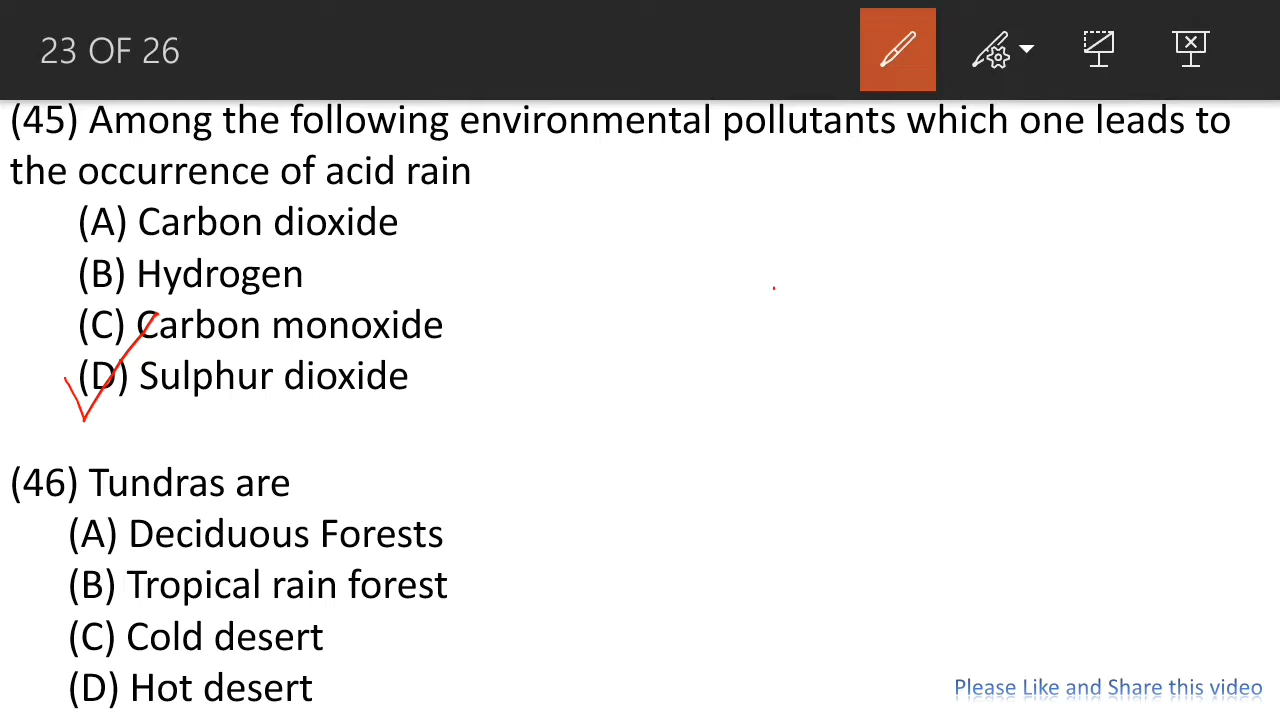 23 OF 26
(45) Among the following environmental pollutants which one leads to
the occurrence of acid rain
(A) Carbon dioxide
(B) Hydrogen
(C) Carbon monoxide
(D) Sulphur dioxide
(46) Tundras are
(A) Deciduous Forests
(B) Tropical rain forest
(C) Cold desert
(D) Hot desert
Please Like and Share this video